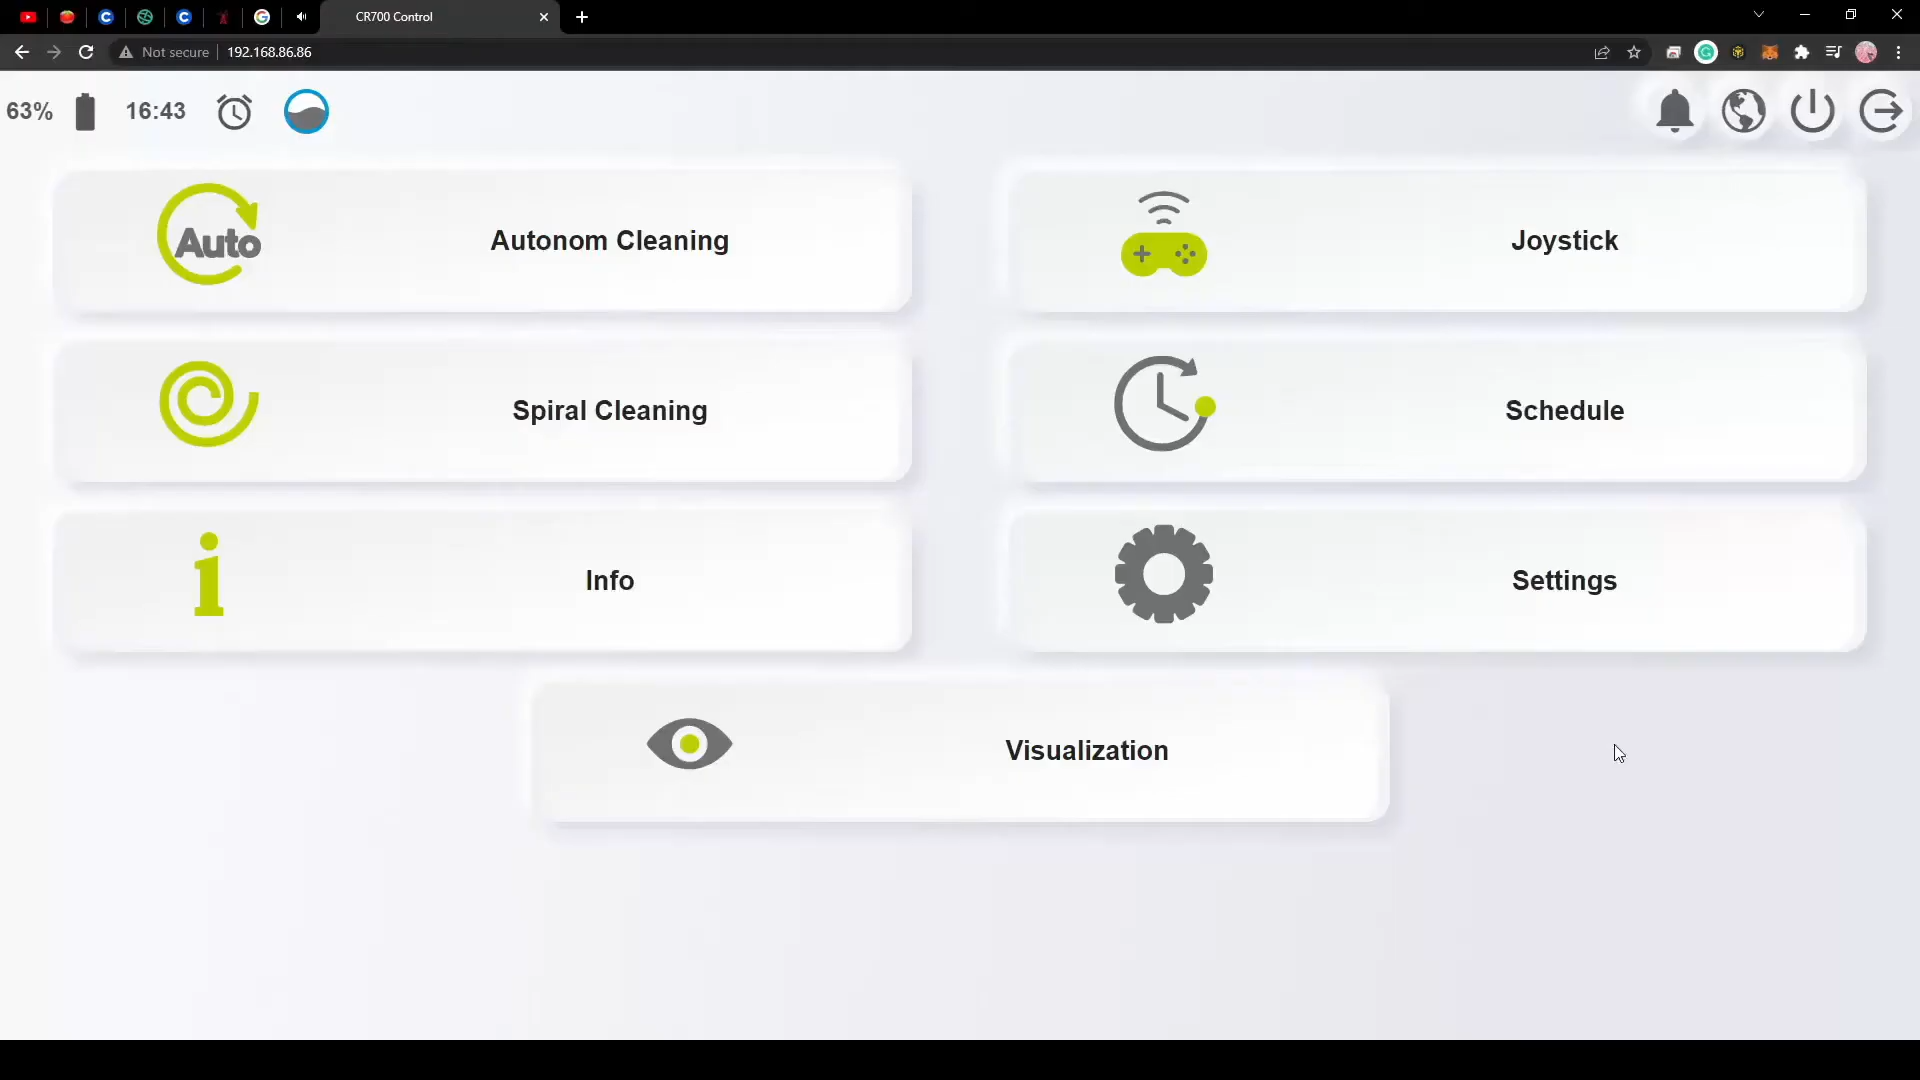 CR700 Control
Not secure
192.168.86.86
63%
16:43
Auto
Autonom Cleaning
Joystick
Spiral Cleaning
Schedule
Info
Settings
Visualization